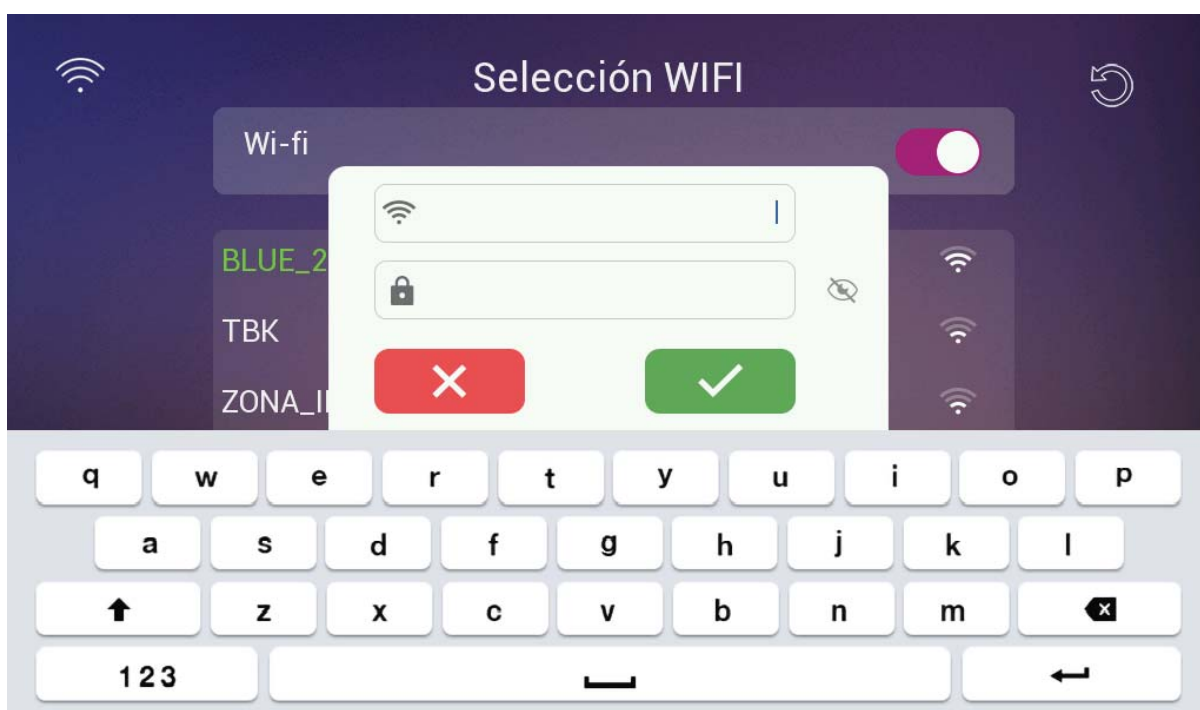 Selección WIFI
Wi-fi
BLUE_2
TBK
ZONA_I
q w e r t y u i o p
a s d f g h j k l
z x c v b n m
123